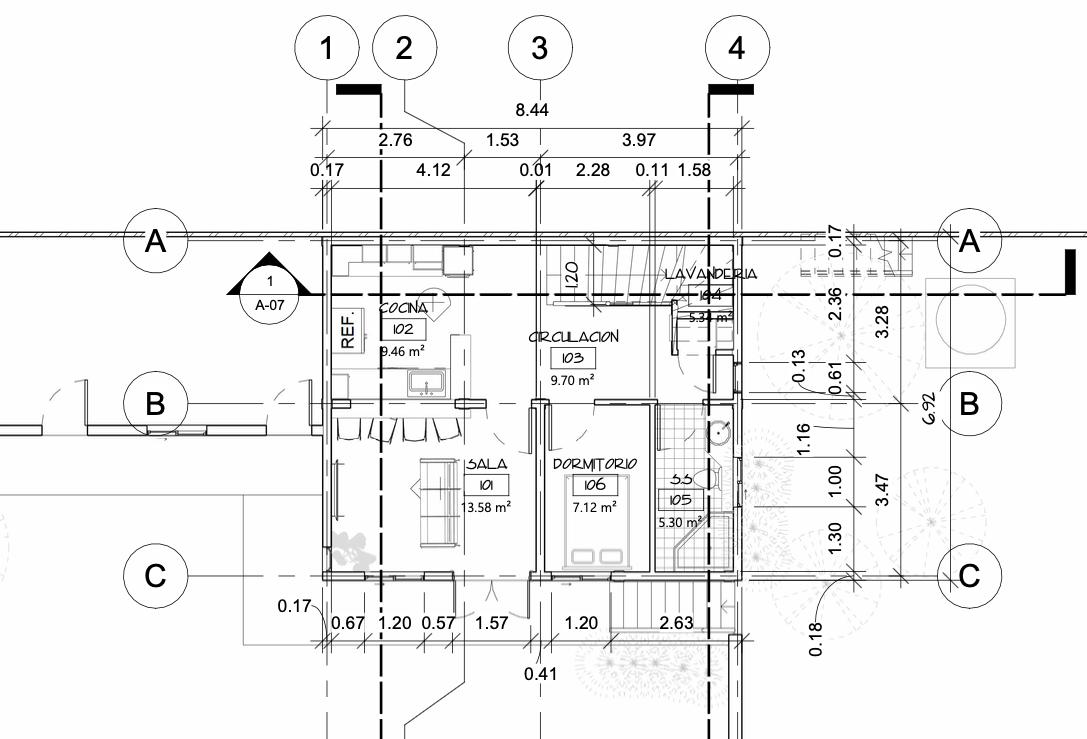 1 2 3 4
8.44
2.76 1.53 3.97
0.17 4.12 0.01 2.28 0.11 1.58
A A
0.17
1
A-07
1.20
LAVANDERIA
104
5.34 m²
2.36
3.28
COCINA
102
9.46 m²
REF.
CIRCULACION
103
9.70 m²
0.13
0.61
B B
6.92
1.16
SALA
101
13.58 m²
DORMITORIO
106
7.12 m²
S.S
105
5.30 m²
1.00
3.47
1.30
C C
0.17
0.67 1.20 0.57 1.57 1.20 2.63
0.18
0.41